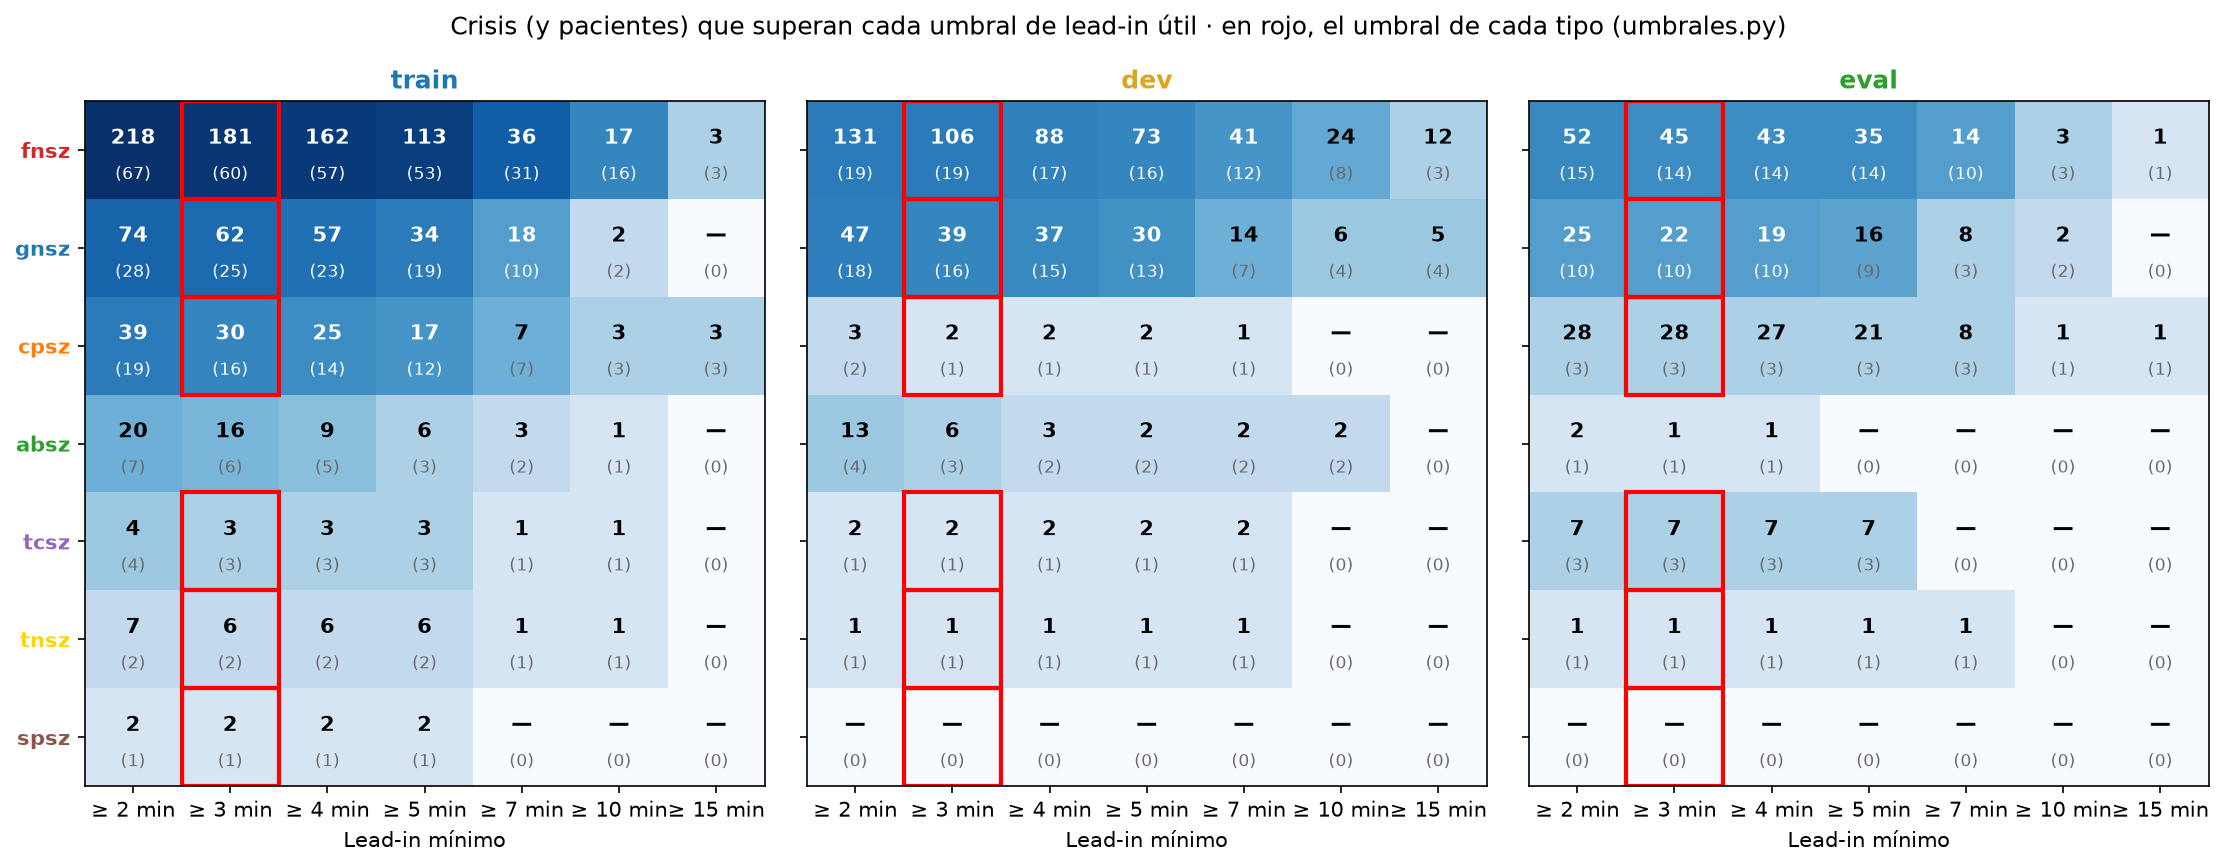 Crisis (y pacientes) que superan cada umbral de lead-in útil · en rojo, el umbral de cada tipo (umbrales.py)
train dev eval
fnsz 218 181 162 113 36 17 3 131 106 88 73 41 24 12 52 45 43 35 14 3 1
(67) (60) (57) (53) (31) (16) (3) (19) (19) (17) (16) (12) (8) (3) (15) (14) (14) (14) (10) (3) (1)
gnsz 74 62 57 34 18 2 — 47 39 37 30 14 6 5 25 22 19 16 8 2 —
(28) (25) (23) (19) (10) (2) (0) (18) (16) (15) (13) (7) (4) (4) (10) (10) (10) (9) (3) (2) (0)
cpsz 39 30 25 17 7 3 3 3 2 2 2 1 — — 28 28 27 21 8 1 1
(19) (16) (14) (12) (7) (3) (3) (2) (1) (1) (1) (1) (0) (0) (3) (3) (3) (3) (3) (1) (1)
absz 20 16 9 6 3 1 — 13 6 3 2 2 2 — 2 1 1 — — — —
(7) (6) (5) (3) (2) (1) (0) (4) (3) (2) (2) (2) (2) (0) (1) (1) (1) (0) (0) (0) (0)
tcsz 4 3 3 3 1 1 — 2 2 2 2 2 — — 7 7 7 7 — — —
(4) (3) (3) (3) (1) (1) (0) (1) (1) (1) (1) (1) (0) (0) (3) (3) (3) (3) (0) (0) (0)
tnsz 7 6 6 6 1 1 — 1 1 1 1 1 — — 1 1 1 1 1 — —
(2) (2) (2) (2) (1) (1) (0) (1) (1) (1) (1) (1) (0) (0) (1) (1) (1) (1) (1) (0) (0)
spsz 2 2 2 2 — — — — — — — — — — — — — — — — —
(1) (1) (1) (1) (0) (0) (0) (0) (0) (0) (0) (0) (0) (0) (0) (0) (0) (0) (0) (0) (0)
≥ 2 min ≥ 3 min ≥ 4 min ≥ 5 min ≥ 7 min ≥ 10 min ≥ 15 min ≥ 2 min ≥ 3 min ≥ 4 min ≥ 5 min ≥ 7 min ≥ 10 min ≥ 15 min ≥ 2 min ≥ 3 min ≥ 4 min ≥ 5 min ≥ 7 min ≥ 10 min ≥ 15 min
Lead-in mínimo Lead-in mínimo Lead-in mínimo